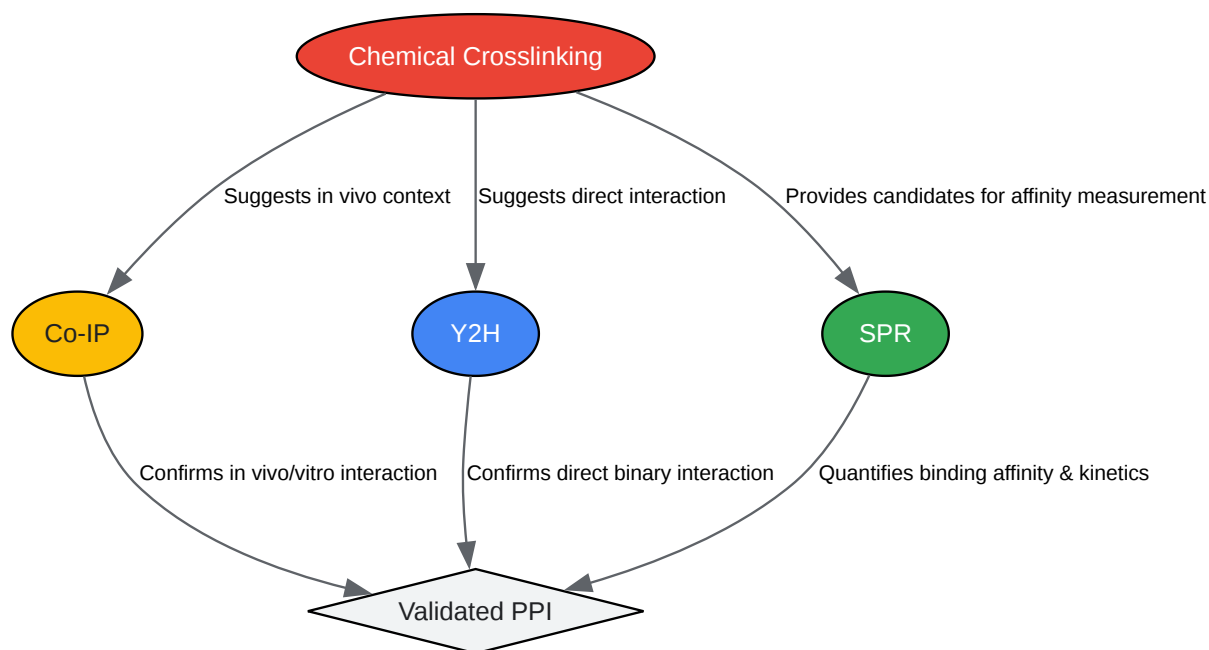 Chemical Crosslinking
Suggests in vivo context
Suggests direct interaction
Provides candidates for affinity measurement
Co-IP
Y2H
SPR
Confirms in vivo/vitro interaction
Confirms direct binary interaction
Quantifies binding affinity & kinetics
Validated PPI